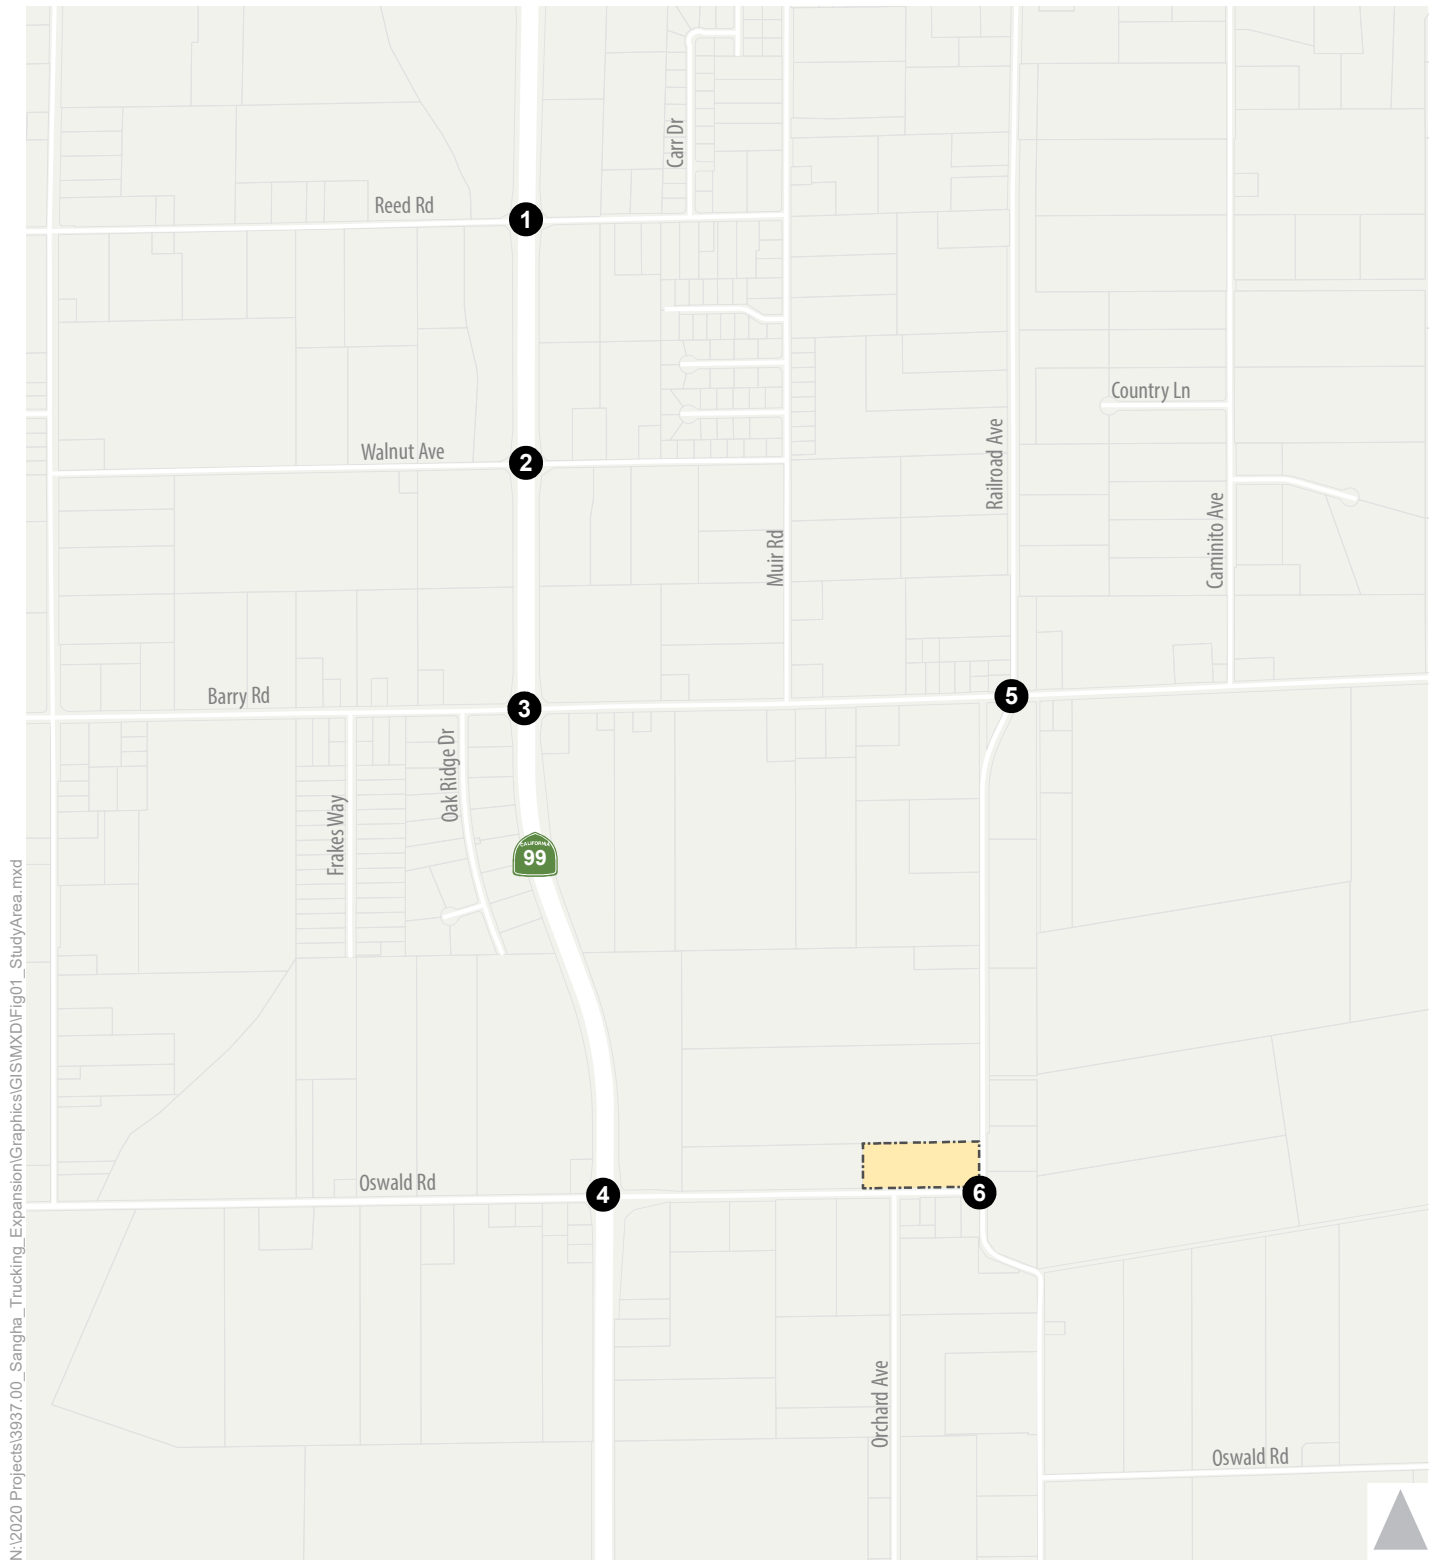 Carr Dr
Reed Rd
1
Country Ln
Walnut Ave
2
Railroad Ave
Caminito Ave
Muir Rd
Barry Rd
3
5
Oak Ridge Dr
Frakes Way
CALIFORNIA
99
Oswald Rd
4
6
Orchard Ave
Oswald Rd
N:\2020 Projects\3937.00_Sangha_Trucking_Expansion\Graphics\GIS\MXD\Fig01_StudyArea.mxd